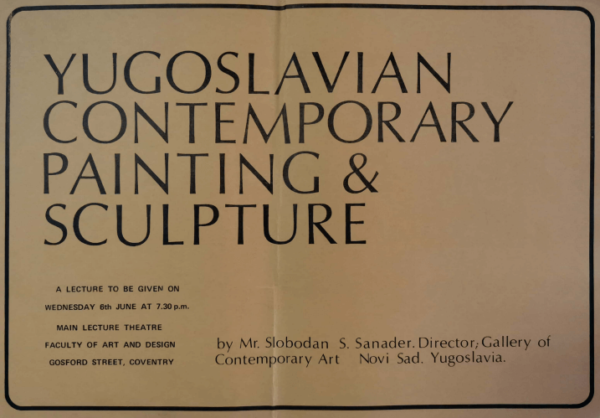 YUGOSLAVIAN
CONTEMPORARY
PAINTING &
SCULPTURE
A LECTURE TO BE GIVEN ON
WEDNESDAY 6th JUNE AT 7.30 p.m.
MAIN LECTURE THEATRE
FACULTY OF ART AND DESIGN
GOSFORD STREET, COVENTRY
by Mr. Slobodan S. Sanader. Director, Gallery of
Contemporary Art Novi Sad. Yugoslavia.